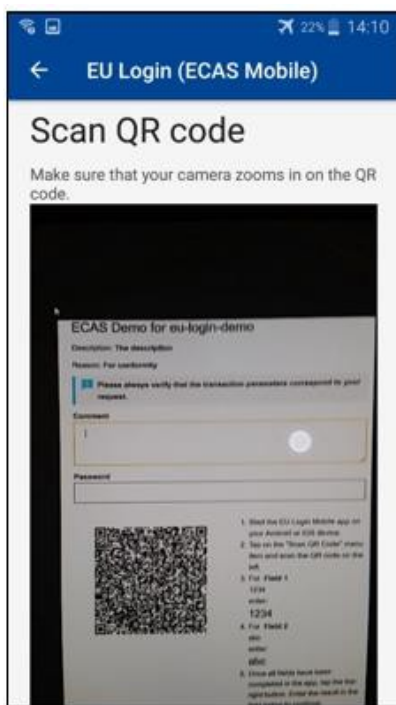 22% 14:10
EU Login (ECAS Mobile)
Scan QR code
Make sure that your camera zooms in on the QR
code.
ECAS Demo for eu-login-demo
Description: The description
Reason: For conformity
Please always verify that the transaction parameters correspond to your
request.
Comment
Password
1. Start the EU Login Mobile app on
your Android or iOS device
2. Tap on the "Scan QR Code" menu
item and scan the QR code on the
left
3. For Field 1
1234
enter:
1234
4. For Field 2
abc
enter:
abc
5. Once all fields have been
completed in the app, tap the top
right button. Enter the result in the